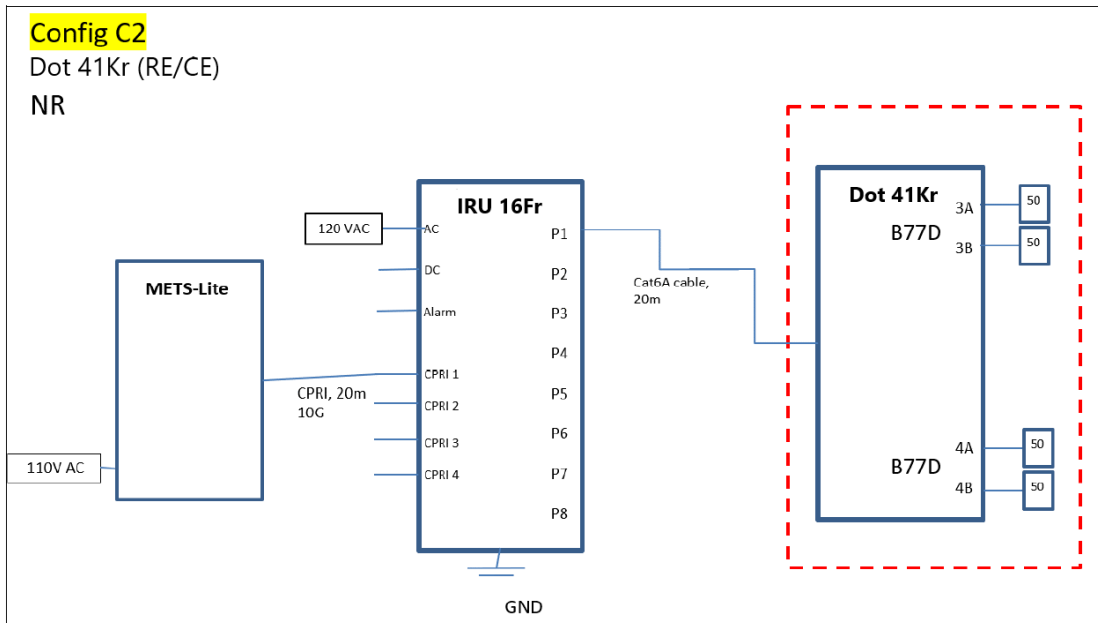 Config C2
Dot 41Kr (RE/CE)
NR
METS-Lite
110V AC
120 VAC
CPRI, 20m
10G
IRU 16Fr
AC
DC
Alarm
CPRI 1
CPRI 2
CPRI 3
CPRI 4
P1
P2
P3
P4
P5
P6
P7
P8
GND
Cat6A cable,
20m
Dot 41Kr
3A
B77D
3B
50
50
4A
B77D
4B
50
50